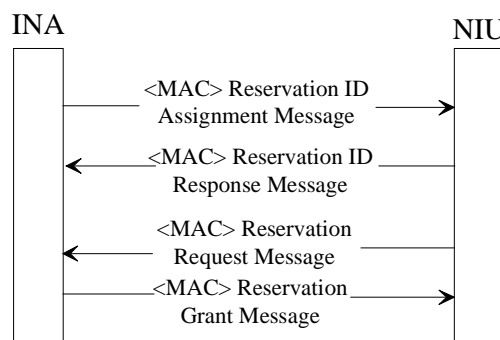 INA
NIU
<MAC> Reservation ID
Assignment Message
<MAC> Reservation ID
Response Message
<MAC> Reservation
Request Message
<MAC> Reservation
Grant Message